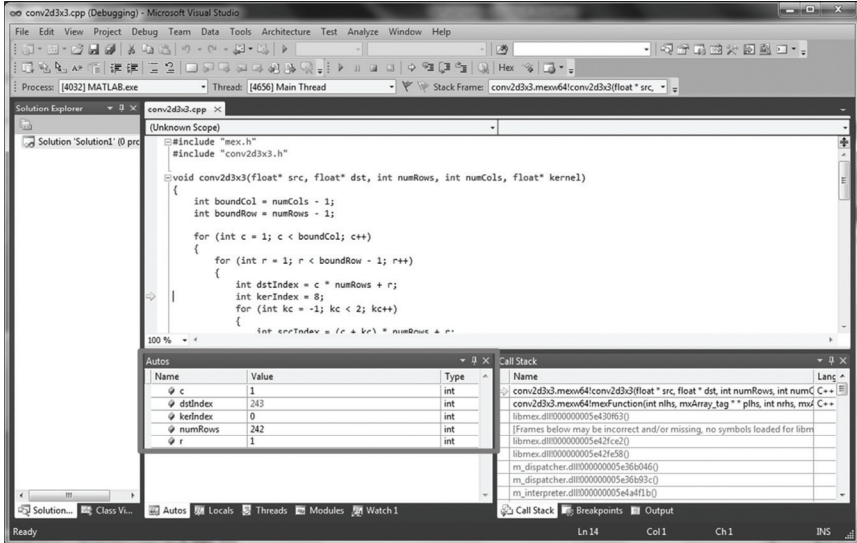 conv2d3x3.cpp (Debugging) - Microsoft Visual Studio
File Edit View Project Debug Team Data Tools Architecture Test Analyze Window Help
Hex
Process: [4032] MATLAB.exe Thread: [4656] Main Thread Stack Frame: conv2d3x3.mexw64!conv2d3x3(float * src,
Solution Explorer
Solution 'Solution1' (0 pro
conv2d3x3.cpp
(Unknown Scope)
#include "mex.h"
#include "conv2d3x3.h"
void conv2d3x3(float* src, float* dst, int numRows, int numCols, float* kernel)
{
int boundCol = numCols - 1;
int boundRow = numRows - 1;
for (int c = 1; c < boundCol; c++)
{
for (int r = 1; r < boundRow - 1; r++)
{
int dstIndex = c * numRows + r;
int kerIndex = 8;
for (int kc = -1; kc < 2; kc++)
{
int srcIndex = (c + kc) * numRows + r;
100 %
Autos
Name Value Type
c 1 int
dstIndex 243 int
kerIndex 0 int
numRows 242 int
r 1 int
Call Stack
Name Lang
conv2d3x3.mexw64!conv2d3x3(float * src, float * dst, int numRows, int numC C++
conv2d3x3.mexw64!mexFunction(int nlhs, mxArray_tag * * plhs, int nrhs, mxA C++
libmex.dll!000000005e430f63()
[Frames below may be incorrect and/or missing, no symbols loaded for libm
libmex.dll!000000005e42fce2()
libmex.dll!000000005e42fe58()
m_dispatcher.dll!000000005e36b046()
m_dispatcher.dll!000000005e36b93c()
m_interpreter.dll!000000005e4a4f1b()
Solution... Class Vi... Autos Locals Threads Modules Watch 1 Call Stack Breakpoints Output
Ready Ln 14 Col 1 Ch 1 INS